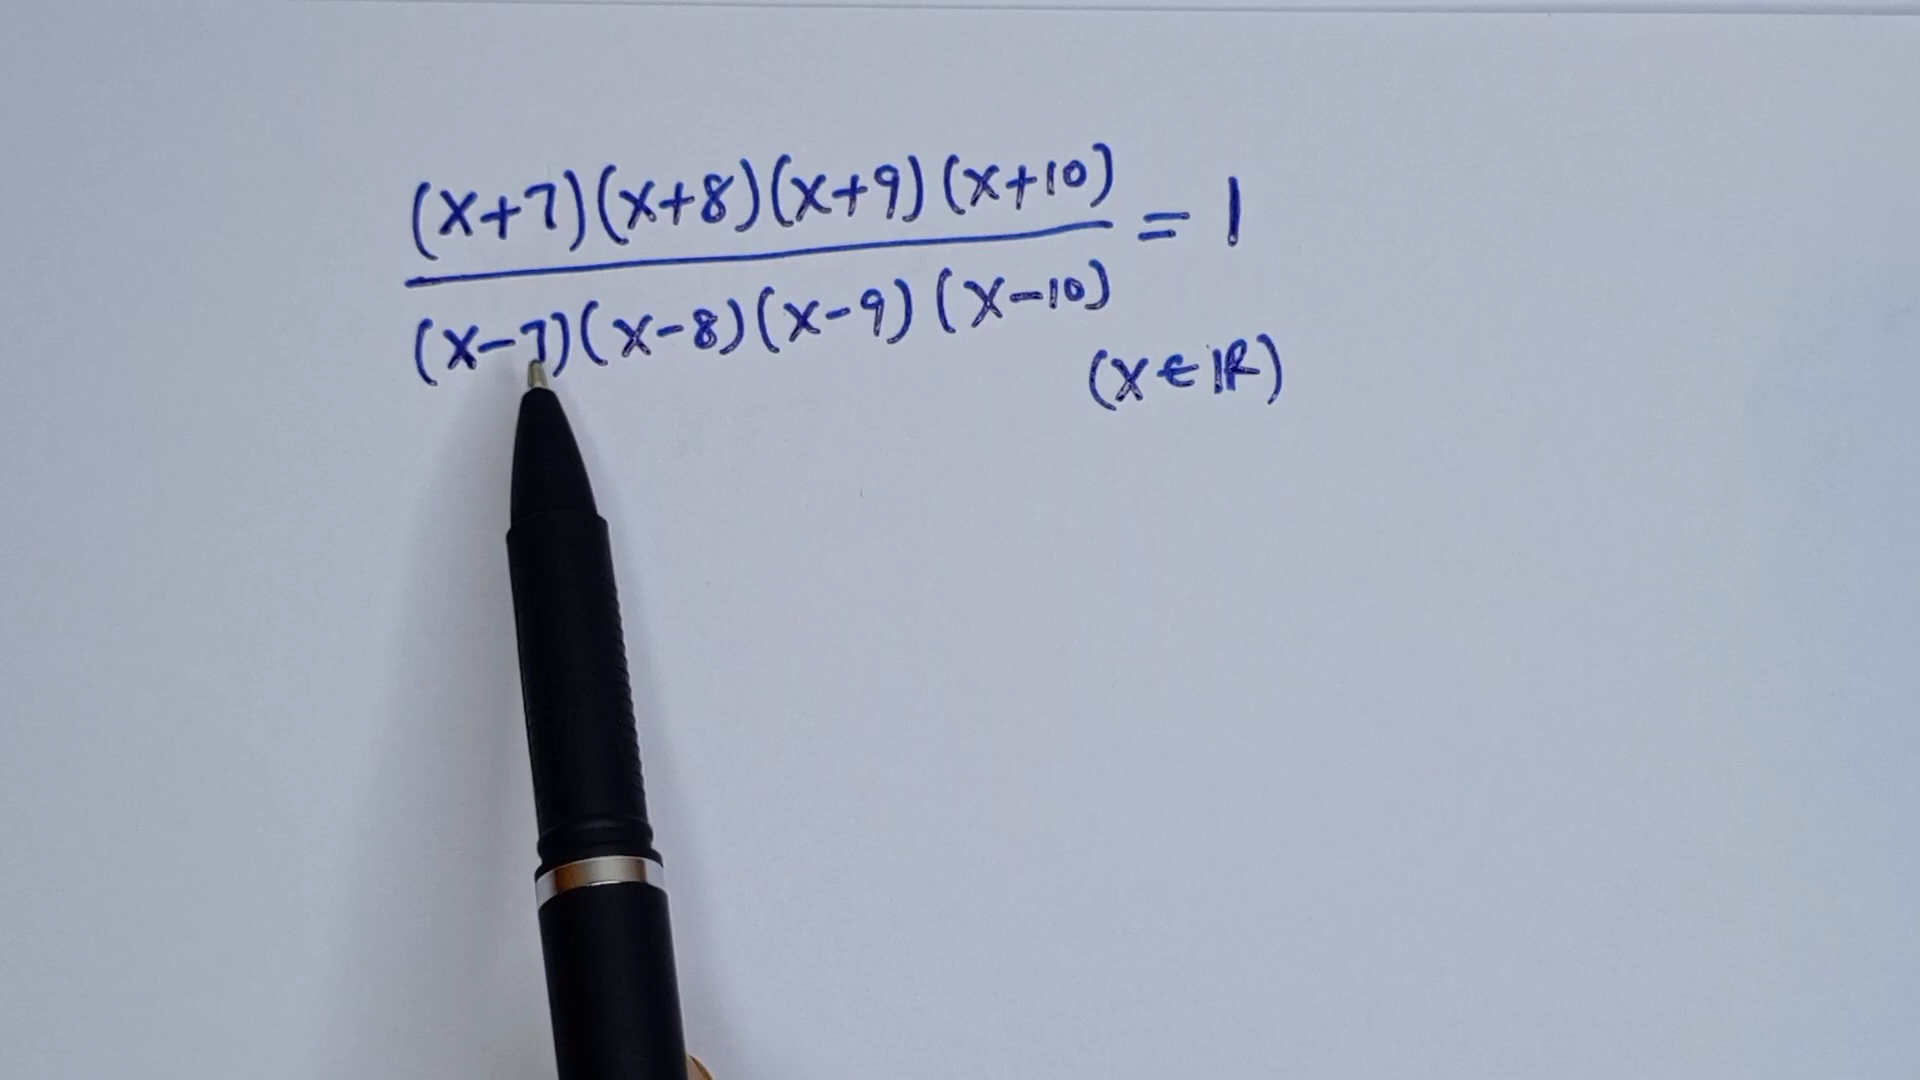 (x+7)(x+8)(x+9)(x+10)
= 1
(x-7)(x-8)(x-9)(x-10)
(x ∈ ℝ)